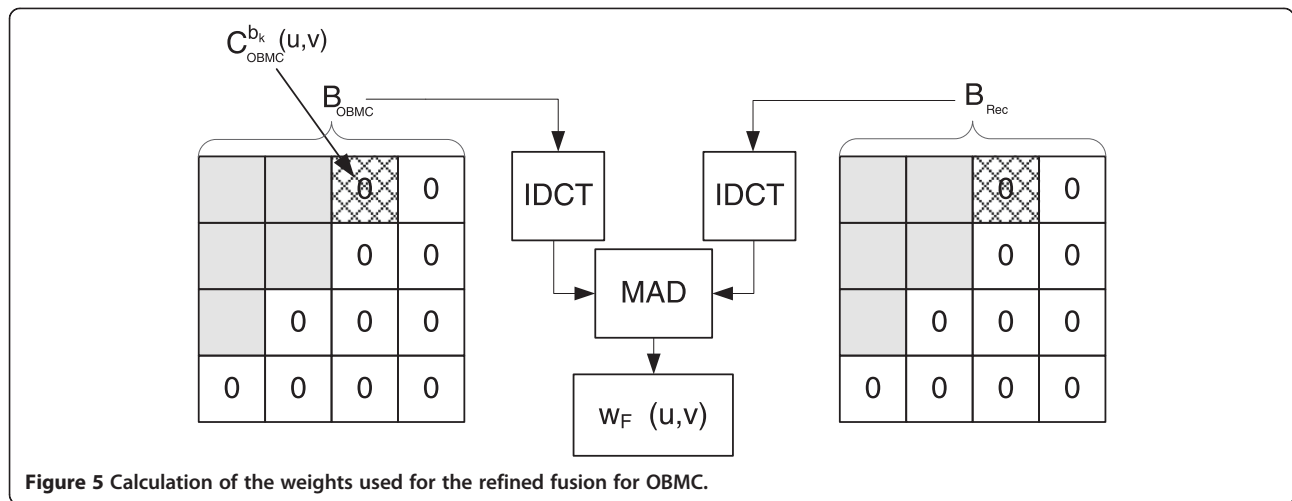 C^{b_k}_{OBMC} (u,v)
B_{OBMC}
B_{Rec}
0 0
0 0
0 0 0
0 0 0 0
IDCT
IDCT
MAD
w_F (u,v)
0 0
0 0
0 0 0
0 0 0 0
Figure 5 Calculation of the weights used for the refined fusion for OBMC.